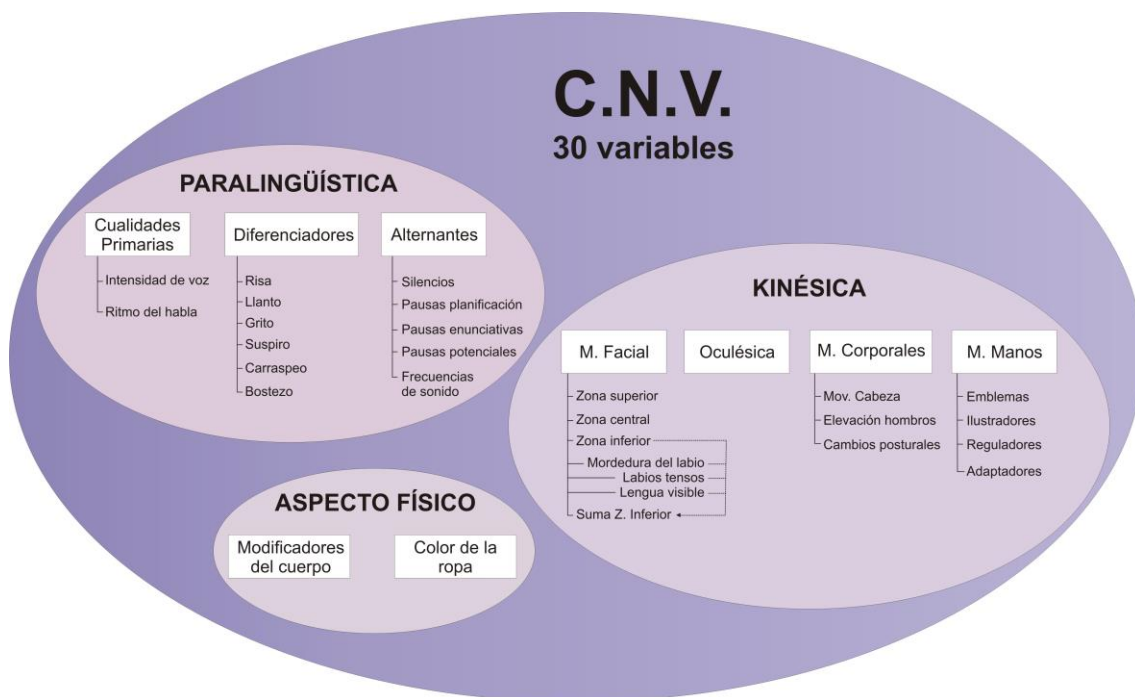 C.N.V.
30 variables
PARALINGÜÍSTICA
Cualidades
Primarias
Intensidad de voz
Ritmo del habla
Diferenciadores
Risa
Llanto
Grito
Suspiro
Carraspeo
Bostezo
Alternantes
Silencios
Pausas planificación
Pausas enunciativas
Pausas potenciales
Frecuencias
de sonido
KINÉSICA
M. Facial
Zona superior
Zona central
Zona inferior
Mordedura del labio
Labios tensos
Lengua visible
Suma Z. Inferior
Oculésica
M. Corporales
Mov. Cabeza
Elevación hombros
Cambios posturales
M. Manos
Emblemas
Ilustradores
Reguladores
Adaptadores
ASPECTO FÍSICO
Modificadores
del cuerpo
Color de la
ropa